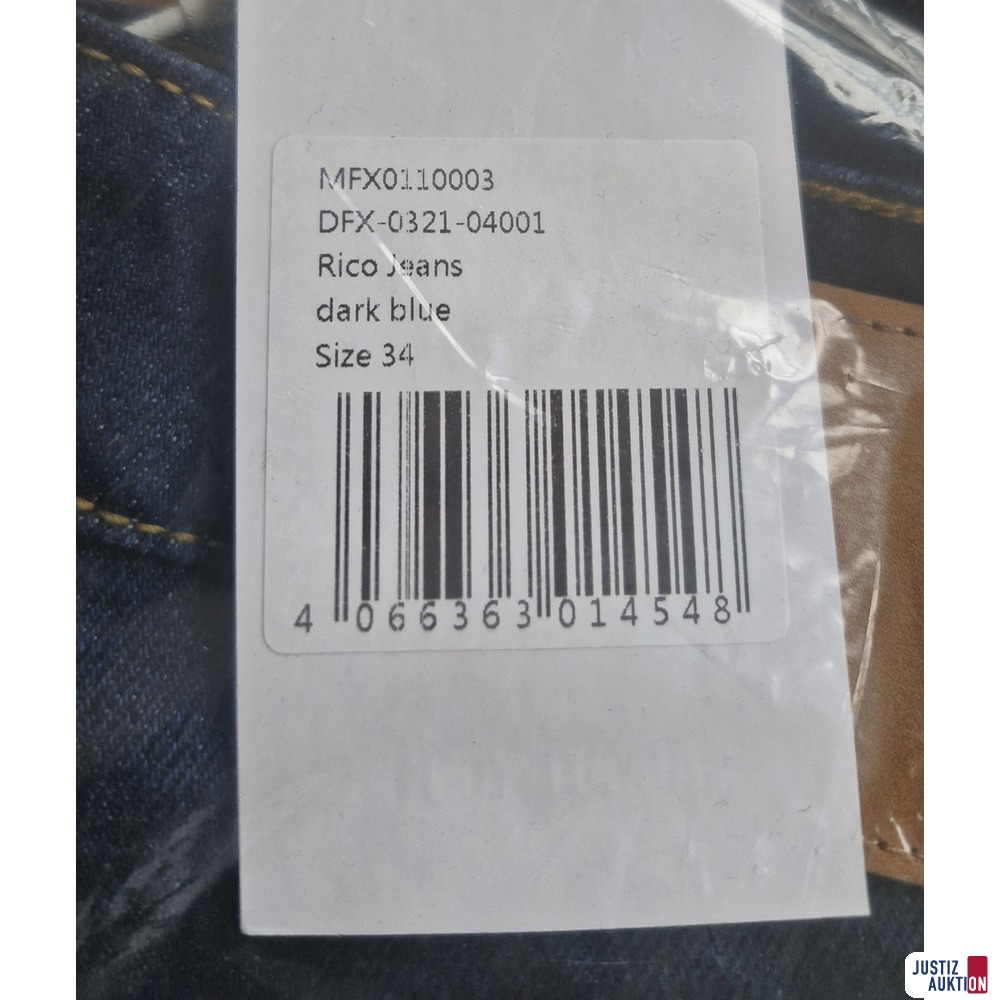 MFX0110003
DFX-0321-04001
Rico Jeans
dark blue
Size 34
4 066363 014548
JUSTIZ
AUKTION